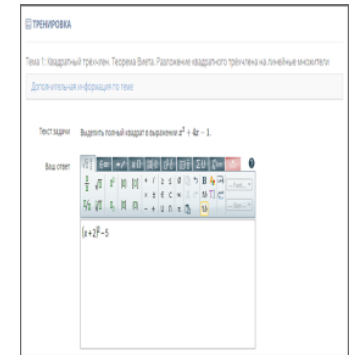 ТРЕНИРОВКА
Тема 1: Квадратный трёхчлен. Теорема Виета. Разложение квадратного трёхчлена на линейные множители
Дополнительная информация по теме
Текст задачи Выделить полный квадрат в выражении x² + 4x − 1.
Ваш ответ
(x+2)²−5